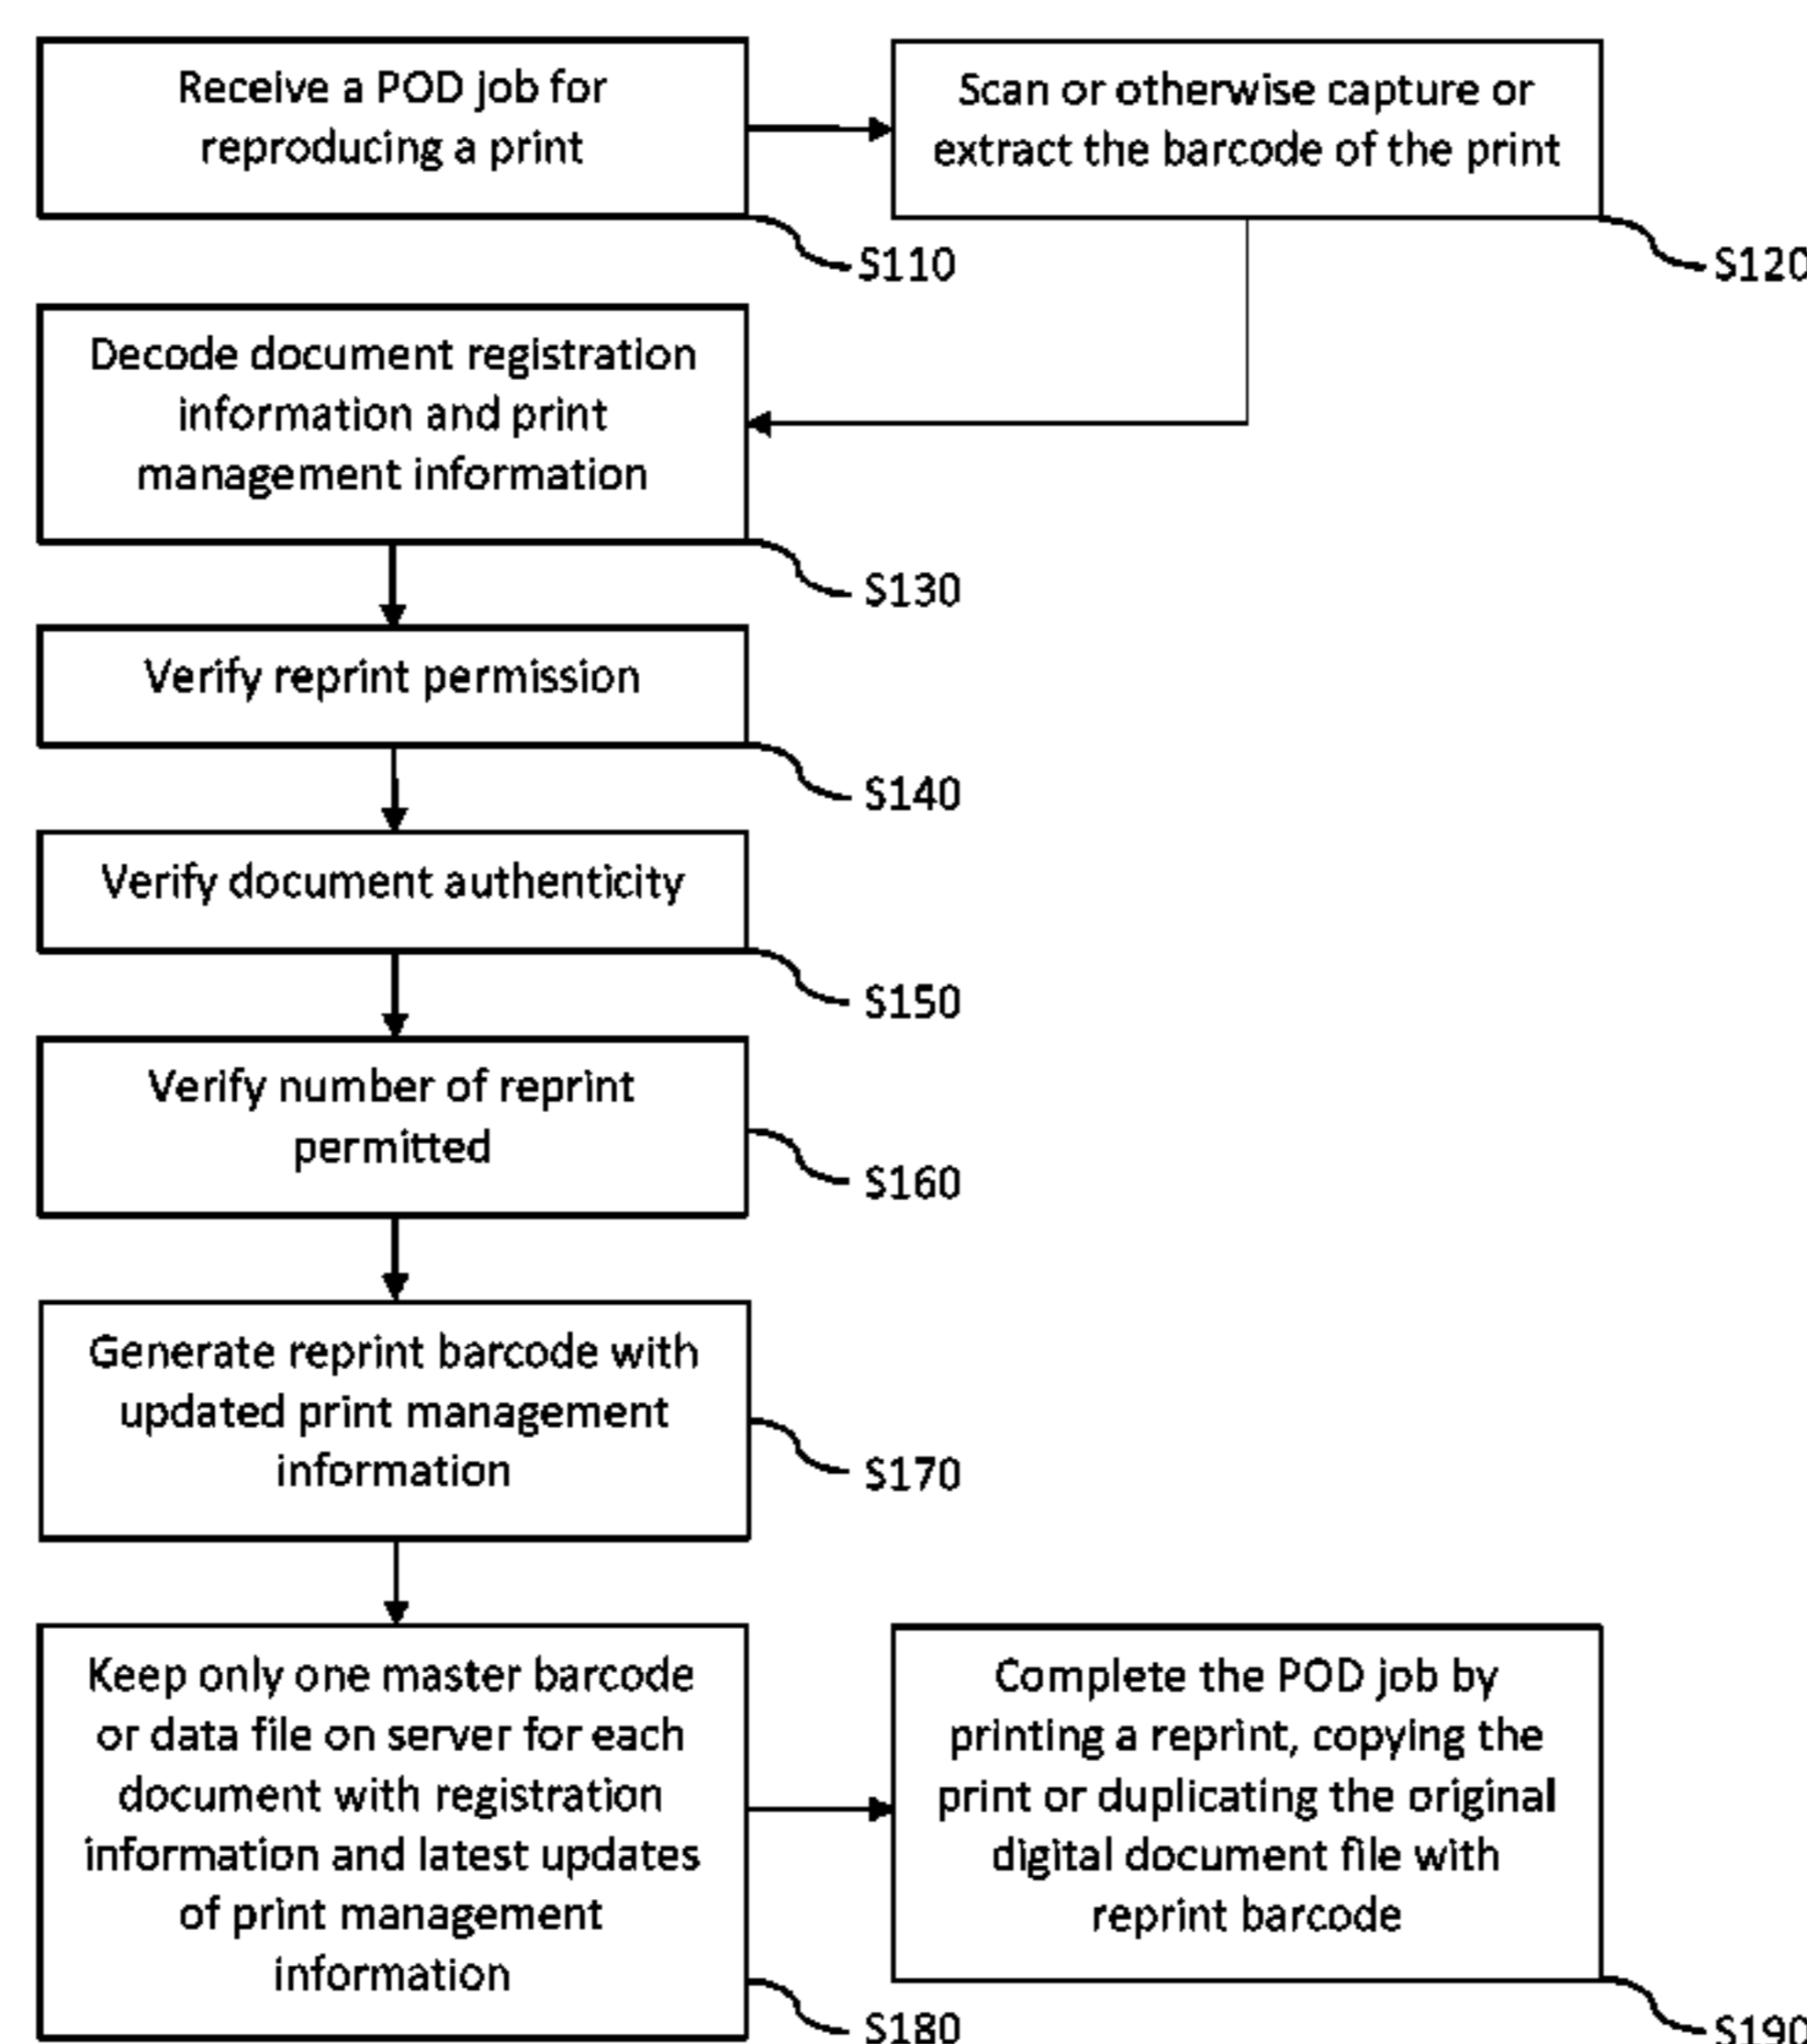 Receive a POD job for
reproducing a print
S110
Scan or otherwise capture or
extract the barcode of the print
S120
Decode document registration
information and print
management information
S130
Verify reprint permission
S140
Verify document authenticity
S150
Verify number of reprint
permitted
S160
Generate reprint barcode with
updated print management
information
S170
Keep only one master barcode
or data file on server for each
document with registration
information and latest updates
of print management
information
S180
Complete the POD job by
printing a reprint, copying the
print or duplicating the original
digital document file with
reprint barcode
S190